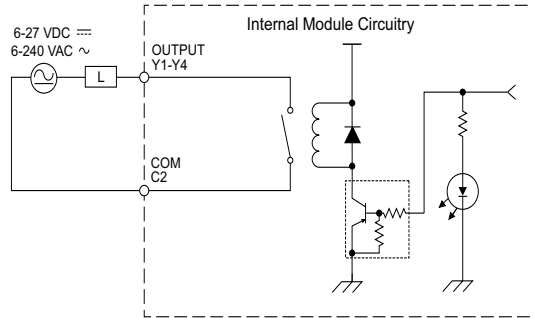 Internal Module Circuitry
6-27 VDC ⎓
6-240 VAC ∿
OUTPUT
Y1-Y4
L
COM
C2